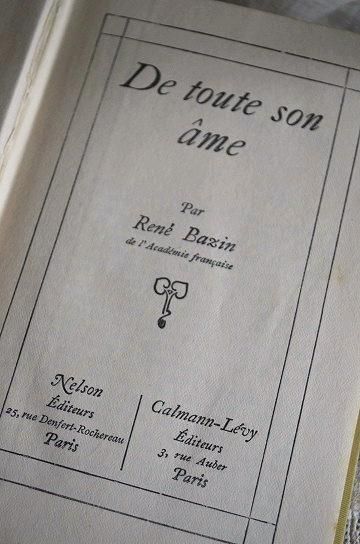 De toute son
âme
Par
René Bazin
de l'Académie française
Nelson
Éditeurs
25, rue Denfert-Rochereau
Paris
Calmann-Lévy
Éditeurs
3, rue Auber
Paris